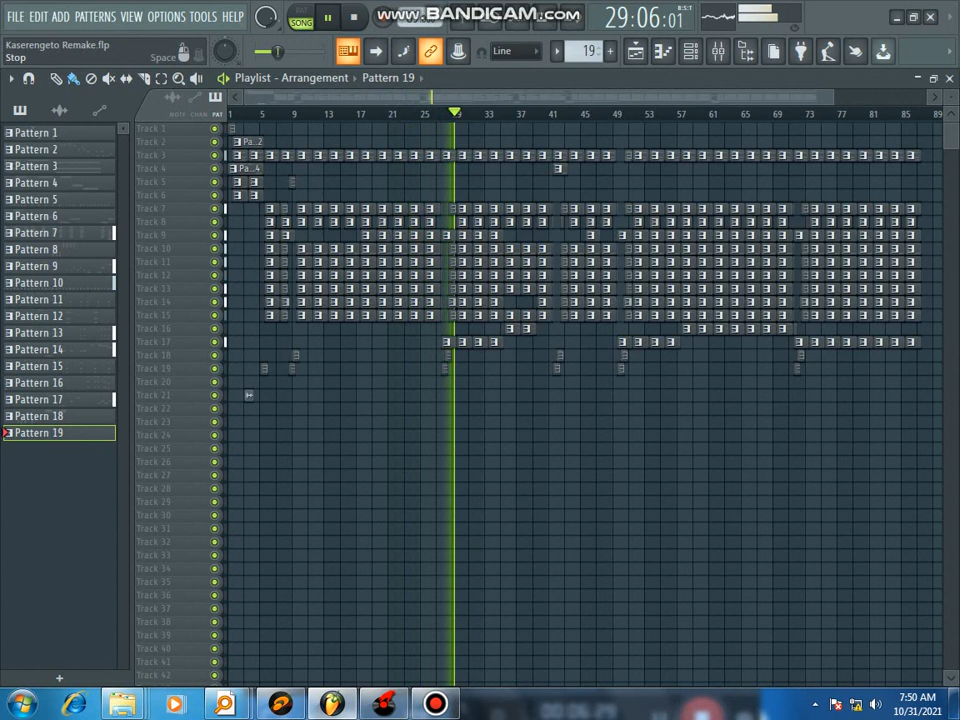 FILE EDIT ADD PATTERNS VIEW OPTIONS TOOLS HELP
PAT
SONG
www.BANDICAM.com
29:06:01
B:S:T
Kaserengeto Remake.flp
Stop
Space
Line
19
Playlist - Arrangement
Pattern 19
NOTE CHAN PAT
1 5 9 13 17 21 25 29 33 37 41 45 49 53 57 61 65 69 73 77 81 85 89
Pattern 1
Pattern 2
Pattern 3
Pattern 4
Pattern 5
Pattern 6
Pattern 7
Pattern 8
Pattern 9
Pattern 10
Pattern 11
Pattern 12
Pattern 13
Pattern 14
Pattern 15
Pattern 16
Pattern 17
Pattern 18
Pattern 19
Track 1
Track 2
Pa...2
Track 3
Track 4
Pa...4
Track 5
Track 6
Track 7
Track 8
Track 9
Track 10
Track 11
Track 12
Track 13
Track 14
Track 15
Track 16
Track 17
Track 18
Track 19
Track 20
Track 21
Track 22
Track 23
Track 24
Track 25
Track 26
Track 27
Track 28
Track 29
Track 30
Track 31
Track 32
Track 33
Track 34
Track 35
Track 36
Track 37
Track 38
Track 39
Track 40
Track 41
Track 42
7:50 AM
10/31/2021